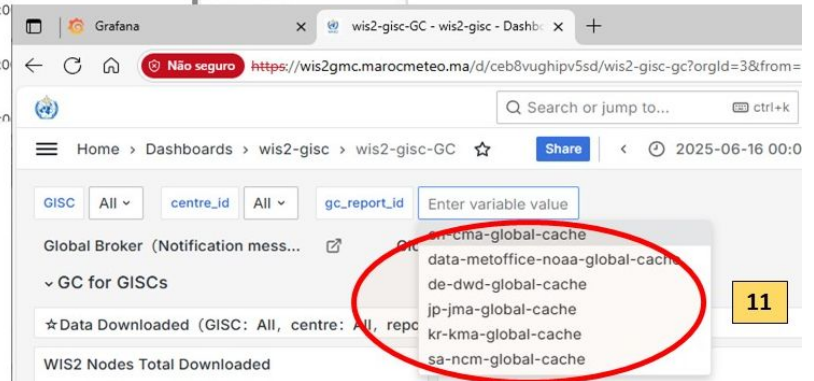 Grafana
wis2-gisc-GC - wis2-gisc - Dashbo
Não seguro https://wis2gmc.marocmeteo.ma/d/ceb8vughipv5sd/wis2-gisc-gc?orgId=3&from=
Search or jump to... ctrl+k
Home › Dashboards › wis2-gisc › wis2-gisc-GC Share 2025-06-16 00:0
GISC All centre_id All gc_report_id Enter variable value
cn-cma-global-cache
Global Broker (Notification mess...
data-metoffice-noaa-global-cache
GC for GISCs
de-dwd-global-cache
jp-jma-global-cache
11
☆Data Downloaded (GISC: All, centre: All, repo
kr-kma-global-cache
WIS2 Nodes Total Downloaded
sa-ncm-global-cache